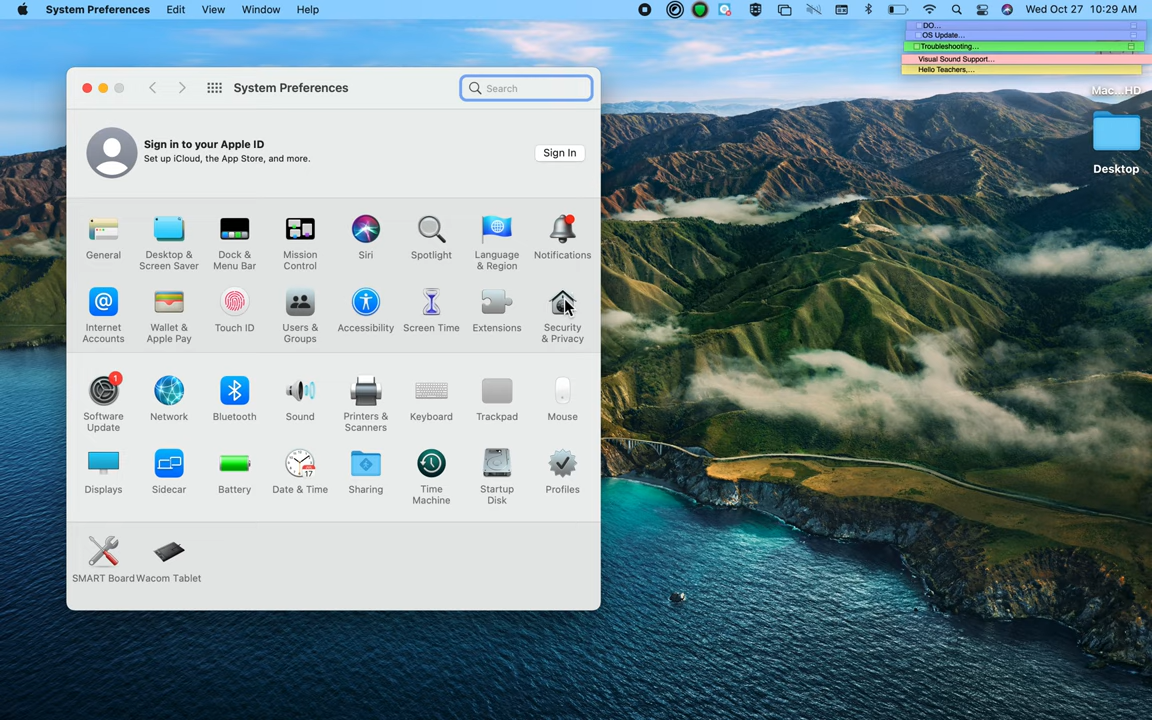 System Preferences Edit View Window Help Wed Oct 27 10:29 AM
DO...
OS Update...
Troubleshooting...
Visual Sound Support...
Hello Teachers,...
Mac...HD
Desktop
System Preferences
Search
Sign in to your Apple ID
Set up iCloud, the App Store, and more.
Sign In
General
Desktop &
Screen Saver
Dock &
Menu Bar
Mission
Control
Siri
Spotlight
Language
& Region
Notifications
Internet
Accounts
Wallet &
Apple Pay
Touch ID
Users &
Groups
Accessibility
Screen Time
Extensions
Security
& Privacy
1
Software
Update
Network
Bluetooth
Sound
Printers &
Scanners
Keyboard
Trackpad
Mouse
Displays
Sidecar
Battery
17
Date & Time
Sharing
Time
Machine
Startup
Disk
Profiles
SMART Board
Wacom Tablet